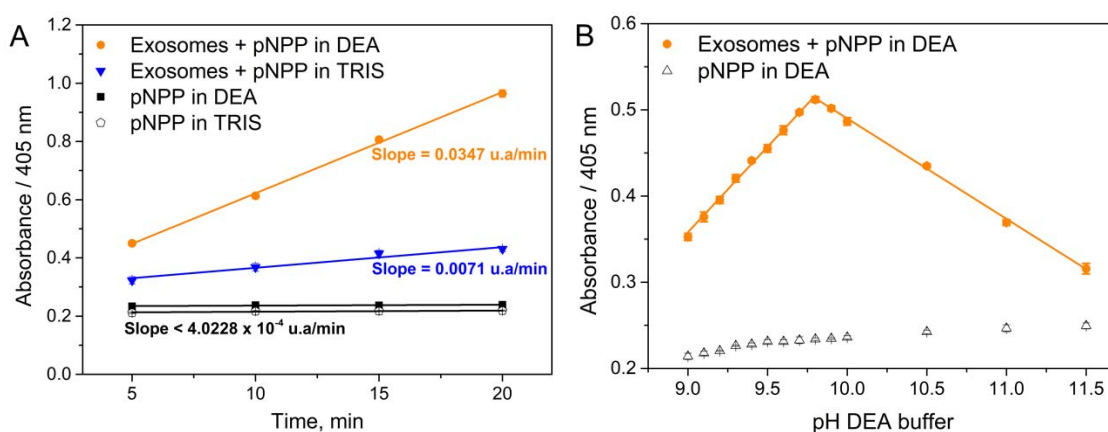 A
Exosomes + pNPP in DEA
Exosomes + pNPP in TRIS
pNPP in DEA
pNPP in TRIS
Slope = 0.0347 u.a/min
Slope = 0.0071 u.a/min
Slope < 4.0228 x 10⁻⁴ u.a/min
1.2
1.0
0.8
0.6
0.4
0.2
0.0
Absorbance / 405 nm
5 10 15 20
Time, min
B
Exosomes + pNPP in DEA
pNPP in DEA
0.6
0.5
0.4
0.3
0.2
Absorbance / 405 nm
9.0 9.5 10.0 10.5 11.0 11.5
pH DEA buffer